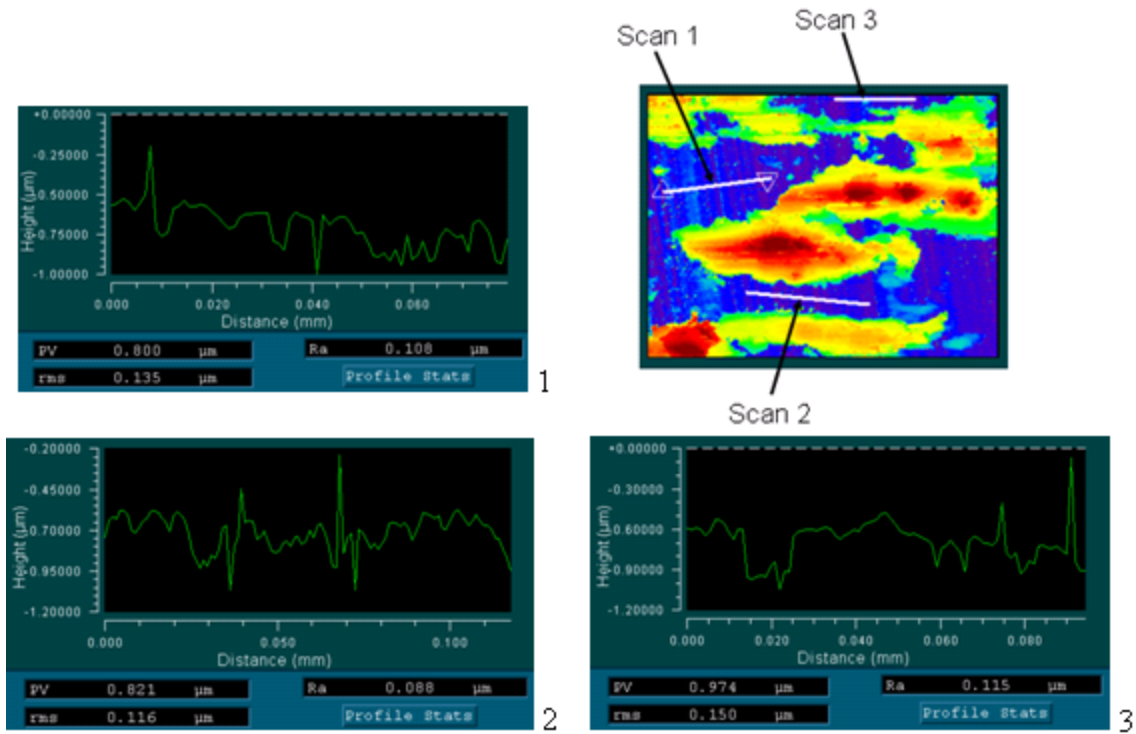 Scan 3
Scan 1
Scan 2
+0.00000
-0.25000
-0.50000
-0.75000
-1.00000
Height (µm)
0.000 0.020 0.040 0.060
Distance (mm)
PV 0.800 µm Ra 0.108 µm
rms 0.135 µm Profile Stats
1
-0.20000
-0.45000
-0.70000
-0.95000
-1.20000
Height (µm)
0.000 0.050 0.100
Distance (mm)
PV 0.821 µm Ra 0.088 µm
rms 0.116 µm Profile Stats
2
+0.00000
-0.30000
-0.60000
-0.90000
-1.20000
Height (µm)
0.000 0.020 0.040 0.060 0.080
Distance (mm)
PV 0.974 µm Ra 0.115 µm
rms 0.150 µm Profile Stats
3